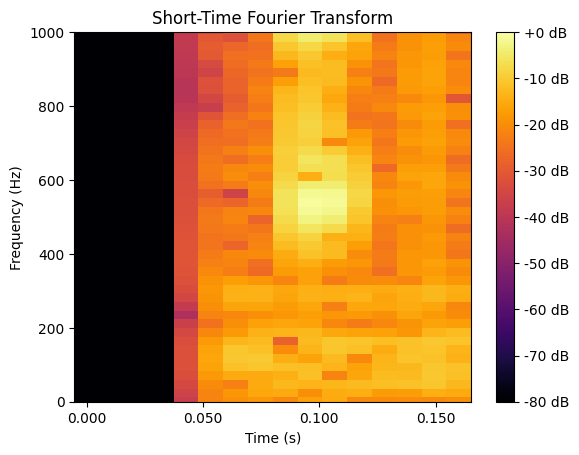 Short-Time Fourier Transform
Frequency (Hz)
1000
800
600
400
200
0
0.000
0.050
0.100
0.150
Time (s)
+0 dB
-10 dB
-20 dB
-30 dB
-40 dB
-50 dB
-60 dB
-70 dB
-80 dB